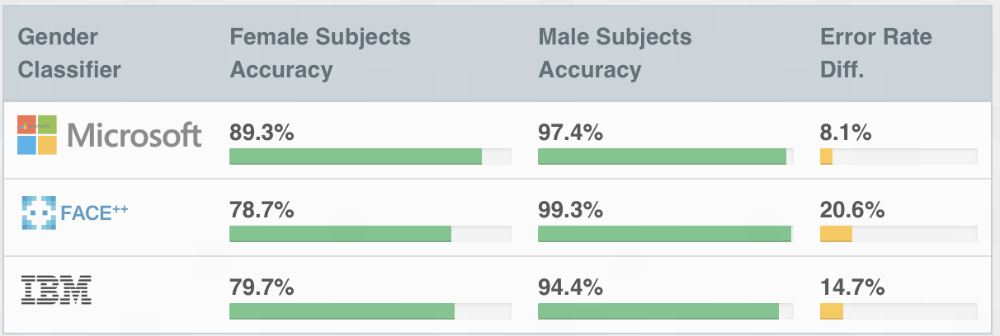 Gender Classifier
Female Subjects Accuracy
Male Subjects Accuracy
Error Rate Diff.
Microsoft
89.3%
97.4%
8.1%
FACE++
78.7%
99.3%
20.6%
IBM
79.7%
94.4%
14.7%